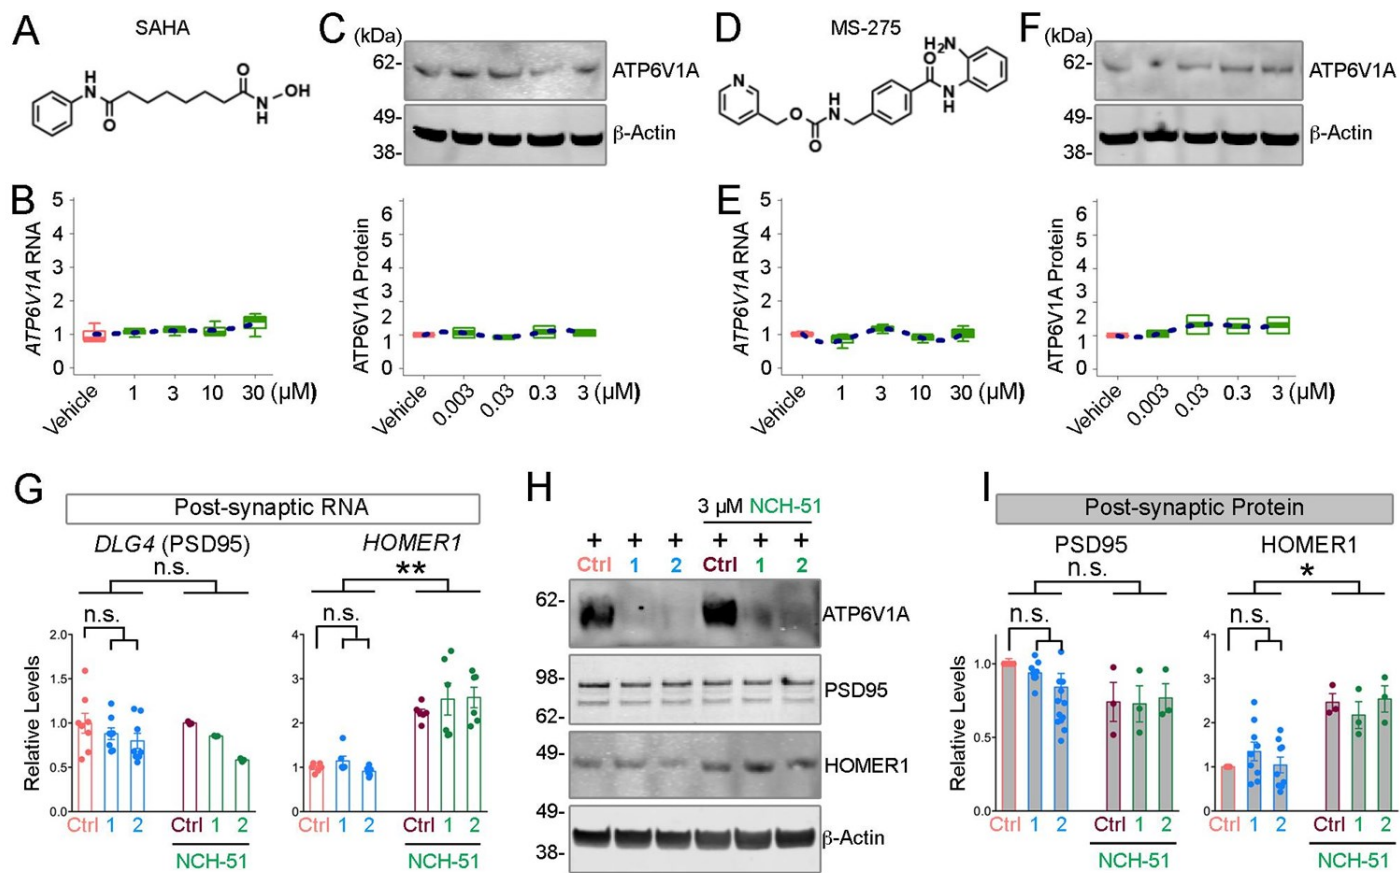 A SAHA
H
N
O
O
N
H
OH
C (kDa)
62-
ATP6V1A
49-
β-Actin
38-
D MS-275
H₂N
N
O
N
H
O
H
N
O
F (kDa)
62-
ATP6V1A
49-
β-Actin
38-
B
ATP6V1A RNA
5
4
3
2
1
0
Vehicle 1 3 10 30 (μM)
ATP6V1A Protein
6
5
4
3
2
1
0
Vehicle 0.003 0.03 0.3 3 (μM)
E
ATP6V1A RNA
5
4
3
2
1
0
Vehicle 1 3 10 30 (μM)
ATP6V1A Protein
6
5
4
3
2
1
0
Vehicle 0.003 0.03 0.3 3 (μM)
G
Post-synaptic RNA
DLG4 (PSD95)
n.s.
n.s.
Relative Levels
2.0
1.5
1.0
0.5
0.0
Ctrl 1 2 Ctrl 1 2
NCH-51
HOMER1
**
n.s.
4
3
2
1
0
Ctrl 1 2 Ctrl 1 2
NCH-51
H
3 μM NCH-51
+ + + + + +
Ctrl 1 2 Ctrl 1 2
62-
ATP6V1A
98-
PSD95
62-
49-
HOMER1
49-
β-Actin
38-
I
Post-synaptic Protein
PSD95
n.s.
n.s.
Relative Levels
1.0
0.5
0.0
Ctrl 1 2 Ctrl 1 2
NCH-51
HOMER1
*
n.s.
4
3
2
1
0
Ctrl 1 2 Ctrl 1 2
NCH-51